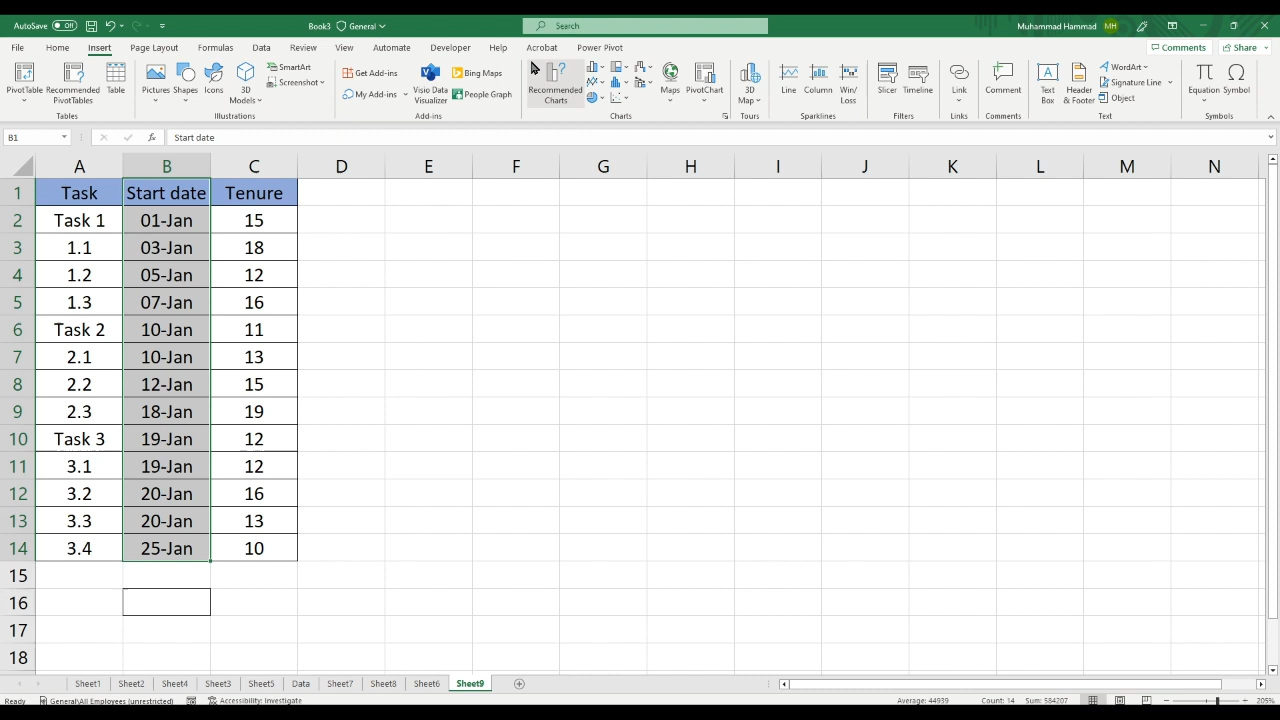 AutoSave Off Book3 General Search Muhammad Hammad MH
File Home Insert Page Layout Formulas Data Review View Automate Developer Help Acrobat Power Pivot Comments Share
PivotTable Recommended PivotTables Table Pictures Shapes Icons 3D Models SmartArt Screenshot Get Add-ins My Add-ins Visio Data Visualizer Bing Maps People Graph Recommended Charts Maps PivotChart 3D Map Line Column Win/Loss Slicer Timeline Link Comment Text Box Header & Footer WordArt Signature Line Object Equation Symbol
Tables Illustrations Add-ins Charts Tours Sparklines Filters Links Comments Text Symbols
B1 fx Start date
A B C D E F G H I J K L M N
1 Task Start date Tenure
2 Task 1 01-Jan 15
3 1.1 03-Jan 18
4 1.2 05-Jan 12
5 1.3 07-Jan 16
6 Task 2 10-Jan 11
7 2.1 10-Jan 13
8 2.2 12-Jan 15
9 2.3 18-Jan 19
10 Task 3 19-Jan 12
11 3.1 19-Jan 12
12 3.2 20-Jan 16
13 3.3 20-Jan 13
14 3.4 25-Jan 10
15
16
17
18
Sheet1 Sheet2 Sheet4 Sheet3 Sheet5 Data Sheet7 Sheet8 Sheet6 Sheet9
Ready General\All Employees (unrestricted) Accessibility: Investigate Average: 44939 Count: 14 Sum: 584207 205%